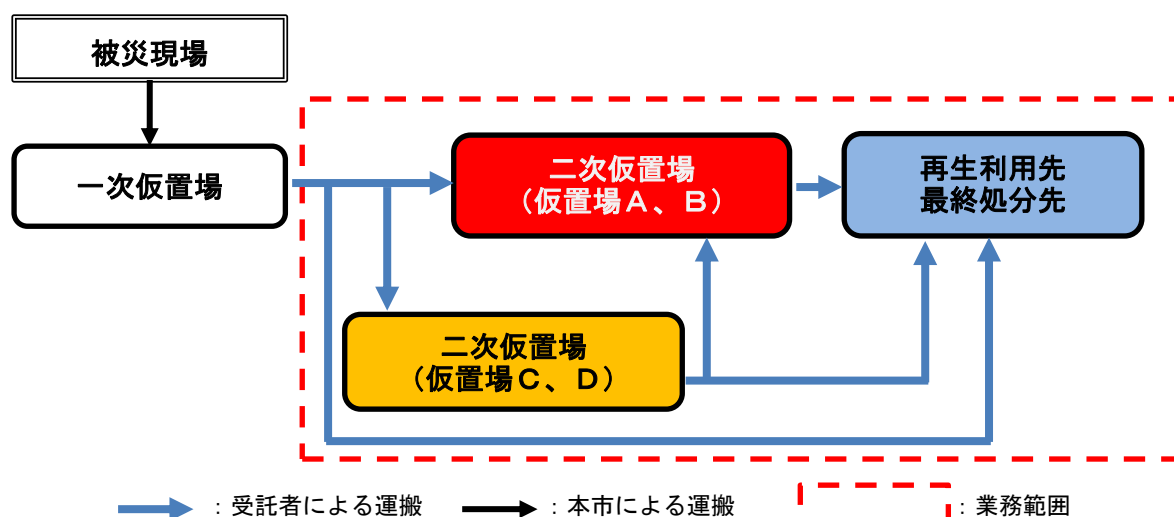 被災現場
一次仮置場
二次仮置場
（仮置場Ａ、Ｂ）
再生利用先
最終処分先
二次仮置場
（仮置場Ｃ、Ｄ）
：受託者による運搬
：本市による運搬
：業務範囲